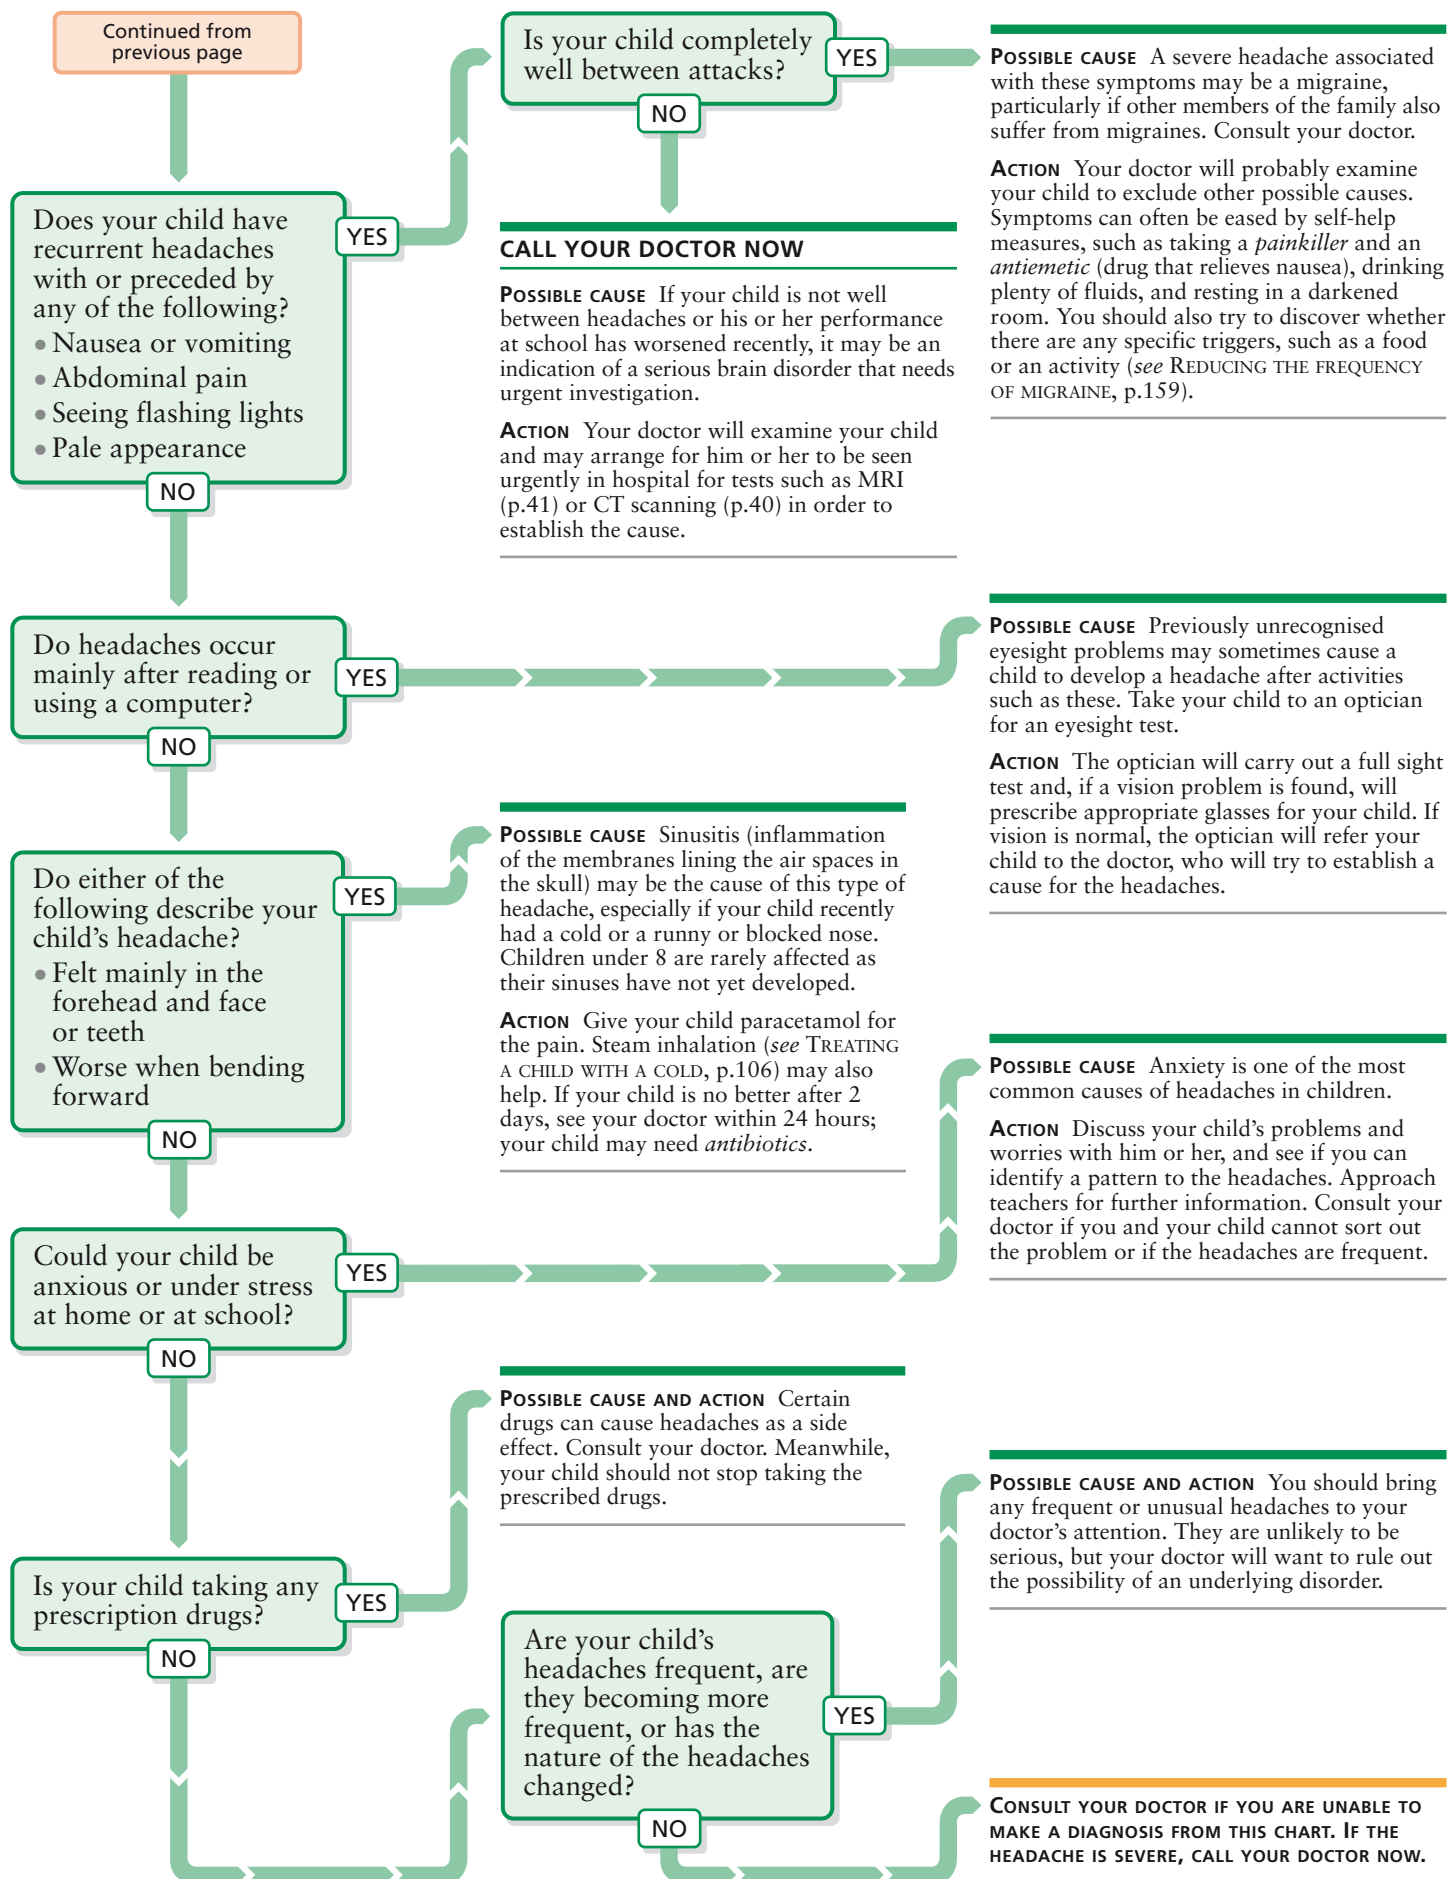 Continued from
previous page
Does your child have
recurrent headaches
with or preceded by
any of the following?
• Nausea or vomiting
• Abdominal pain
• Seeing flashing lights
• Pale appearance
YES
NO
Is your child completely
well between attacks?
YES
NO
POSSIBLE CAUSE A severe headache associated
with these symptoms may be a migraine,
particularly if other members of the family also
suffer from migraines. Consult your doctor.
ACTION Your doctor will probably examine
your child to exclude other possible causes.
Symptoms can often be eased by self-help
measures, such as taking a painkiller and an
antiemetic (drug that relieves nausea), drinking
plenty of fluids, and resting in a darkened
room. You should also try to discover whether
there are any specific triggers, such as a food
or an activity (see REDUCING THE FREQUENCY
OF MIGRAINE, p.159).
CALL YOUR DOCTOR NOW
POSSIBLE CAUSE If your child is not well
between headaches or his or her performance
at school has worsened recently, it may be an
indication of a serious brain disorder that needs
urgent investigation.
ACTION Your doctor will examine your child
and may arrange for him or her to be seen
urgently in hospital for tests such as MRI
(p.41) or CT scanning (p.40) in order to
establish the cause.
Do headaches occur
mainly after reading or
using a computer?
YES
NO
POSSIBLE CAUSE Previously unrecognised
eyesight problems may sometimes cause a
child to develop a headache after activities
such as these. Take your child to an optician
for an eyesight test.
ACTION The optician will carry out a full sight
test and, if a vision problem is found, will
prescribe appropriate glasses for your child. If
vision is normal, the optician will refer your
child to the doctor, who will try to establish a
cause for the headaches.
Do either of the
following describe your
child's headache?
• Felt mainly in the
forehead and face
or teeth
• Worse when bending
forward
YES
NO
POSSIBLE CAUSE Sinusitis (inflammation
of the membranes lining the air spaces in
the skull) may be the cause of this type of
headache, especially if your child recently
had a cold or a runny or blocked nose.
Children under 8 are rarely affected as
their sinuses have not yet developed.
ACTION Give your child paracetamol for
the pain. Steam inhalation (see TREATING
A CHILD WITH A COLD, p.106) may also
help. If your child is no better after 2
days, see your doctor within 24 hours;
your child may need antibiotics.
Could your child be
anxious or under stress
at home or at school?
YES
NO
POSSIBLE CAUSE Anxiety is one of the most
common causes of headaches in children.
ACTION Discuss your child's problems and
worries with him or her, and see if you can
identify a pattern to the headaches. Approach
teachers for further information. Consult your
doctor if you and your child cannot sort out
the problem or if the headaches are frequent.
Is your child taking any
prescription drugs?
YES
NO
POSSIBLE CAUSE AND ACTION Certain
drugs can cause headaches as a side
effect. Consult your doctor. Meanwhile,
your child should not stop taking the
prescribed drugs.
Are your child's
headaches frequent, are
they becoming more
frequent, or has the
nature of the headaches
changed?
YES
NO
POSSIBLE CAUSE AND ACTION You should bring
any frequent or unusual headaches to your
doctor's attention. They are unlikely to be
serious, but your doctor will want to rule out
the possibility of an underlying disorder.
CONSULT YOUR DOCTOR IF YOU ARE UNABLE TO
MAKE A DIAGNOSIS FROM THIS CHART. IF THE
HEADACHE IS SEVERE, CALL YOUR DOCTOR NOW.